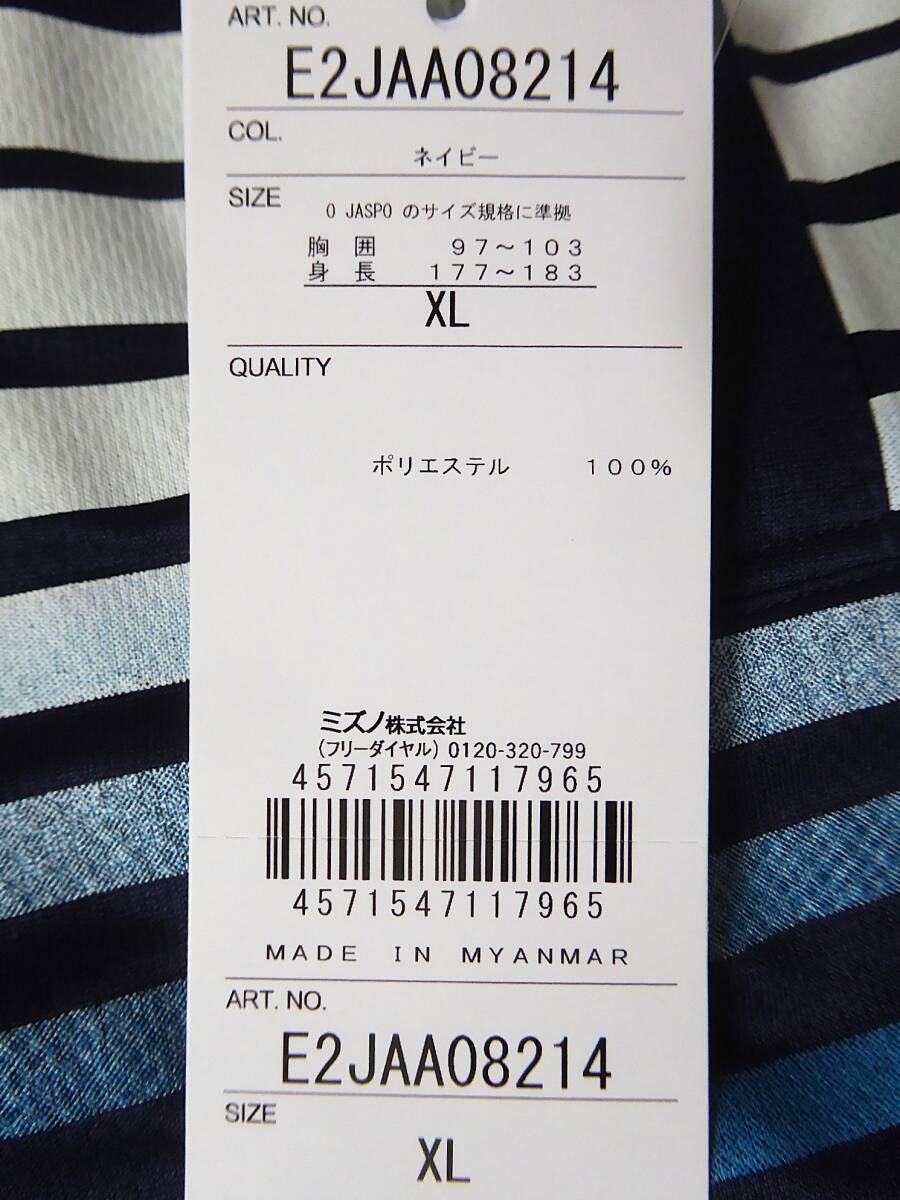 ART. NO.
E2JAA08214
COL.
ネイビー
SIZE
O JASPO のサイズ規格に準拠
胸 囲 97～103
身 長 177～183
XL
QUALITY
ポリエステル 100%
ミズノ株式会社
(フリーダイヤル) 0120-320-799
4571547117965
4571547117965
MADE IN MYANMAR
ART. NO.
E2JAA08214
SIZE
XL